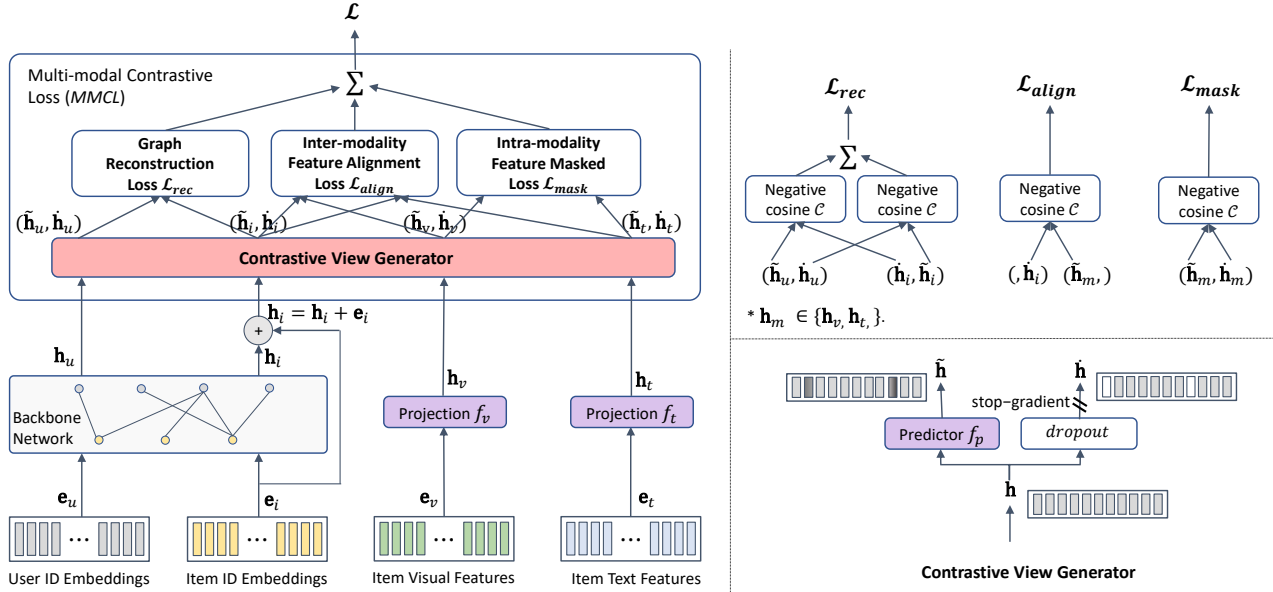 ℒ
Multi-modal Contrastive
Loss (MMCL)
∑
Graph
Reconstruction
Loss ℒ_rec
Inter-modality
Feature Alignment
Loss ℒ_align
Intra-modality
Feature Masked
Loss ℒ_mask
(h̃_u, ḣ_u)
(h̃_i, ḣ_i)
(h̃_v, ḣ_v)
(h̃_t, ḣ_t)
Contrastive View Generator
h_i = h_i + e_i
+
h_u
h_i
h_v
h_t
Backbone
Network
Projection f_v
Projection f_t
e_u
e_i
e_v
e_t
...
...
...
...
User ID Embeddings
Item ID Embeddings
Item Visual Features
Item Text Features
ℒ_rec
ℒ_align
ℒ_mask
∑
Negative
cosine 𝒞
Negative
cosine 𝒞
Negative
cosine 𝒞
Negative
cosine 𝒞
(h̃_u, ḣ_u)
(ḣ_i, h̃_i)
(, ḣ_i)
(h̃_m, )
(h̃_m, ḣ_m)
* h_m ∈ {h_v, h_t,}.
h̃
ḣ
stop−gradient
Predictor f_p
dropout
h
Contrastive View Generator